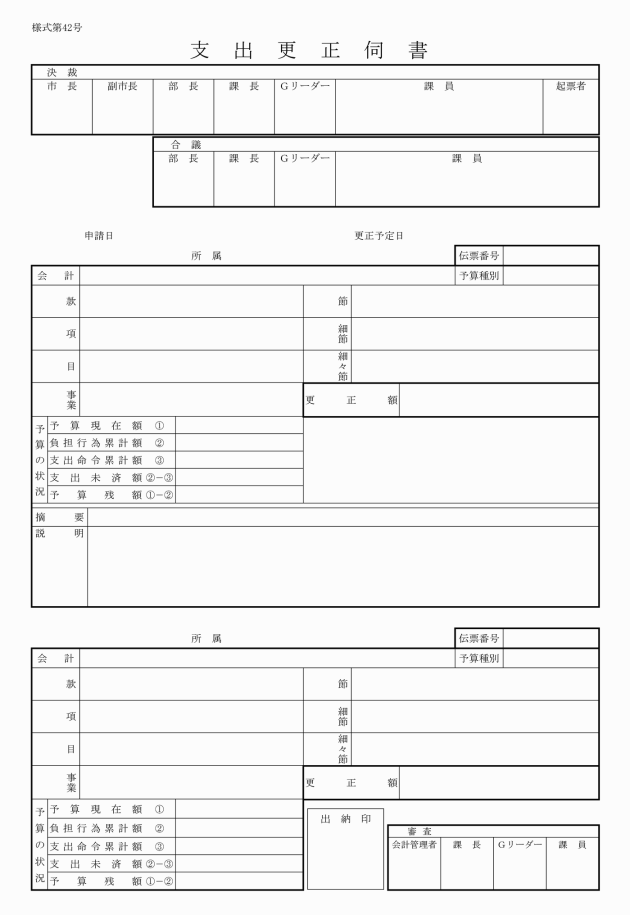 様式第42号
支出更正伺書
決裁
市長 副市長 部長 課長 Gリーダー 課員 起票者
合議
部長 課長 Gリーダー 課員
申請日 更正予定日
所属 伝票番号
会計 予算種別
款 節
項 細節
目 細々節
事業 更正額
予算の状況
予算現在額 ①
負担行為累計額 ②
支出命令累計額 ③
支出未済額 ②−③
予算残額 ①−②
摘要
説明
所属 伝票番号
会計 予算種別
款 節
項 細節
目 細々節
事業 更正額
予算の状況
予算現在額 ①
負担行為累計額 ②
支出命令累計額 ③
支出未済額 ②−③
予算残額 ①−②
出納印
審査
会計管理者 課長 Gリーダー 課員